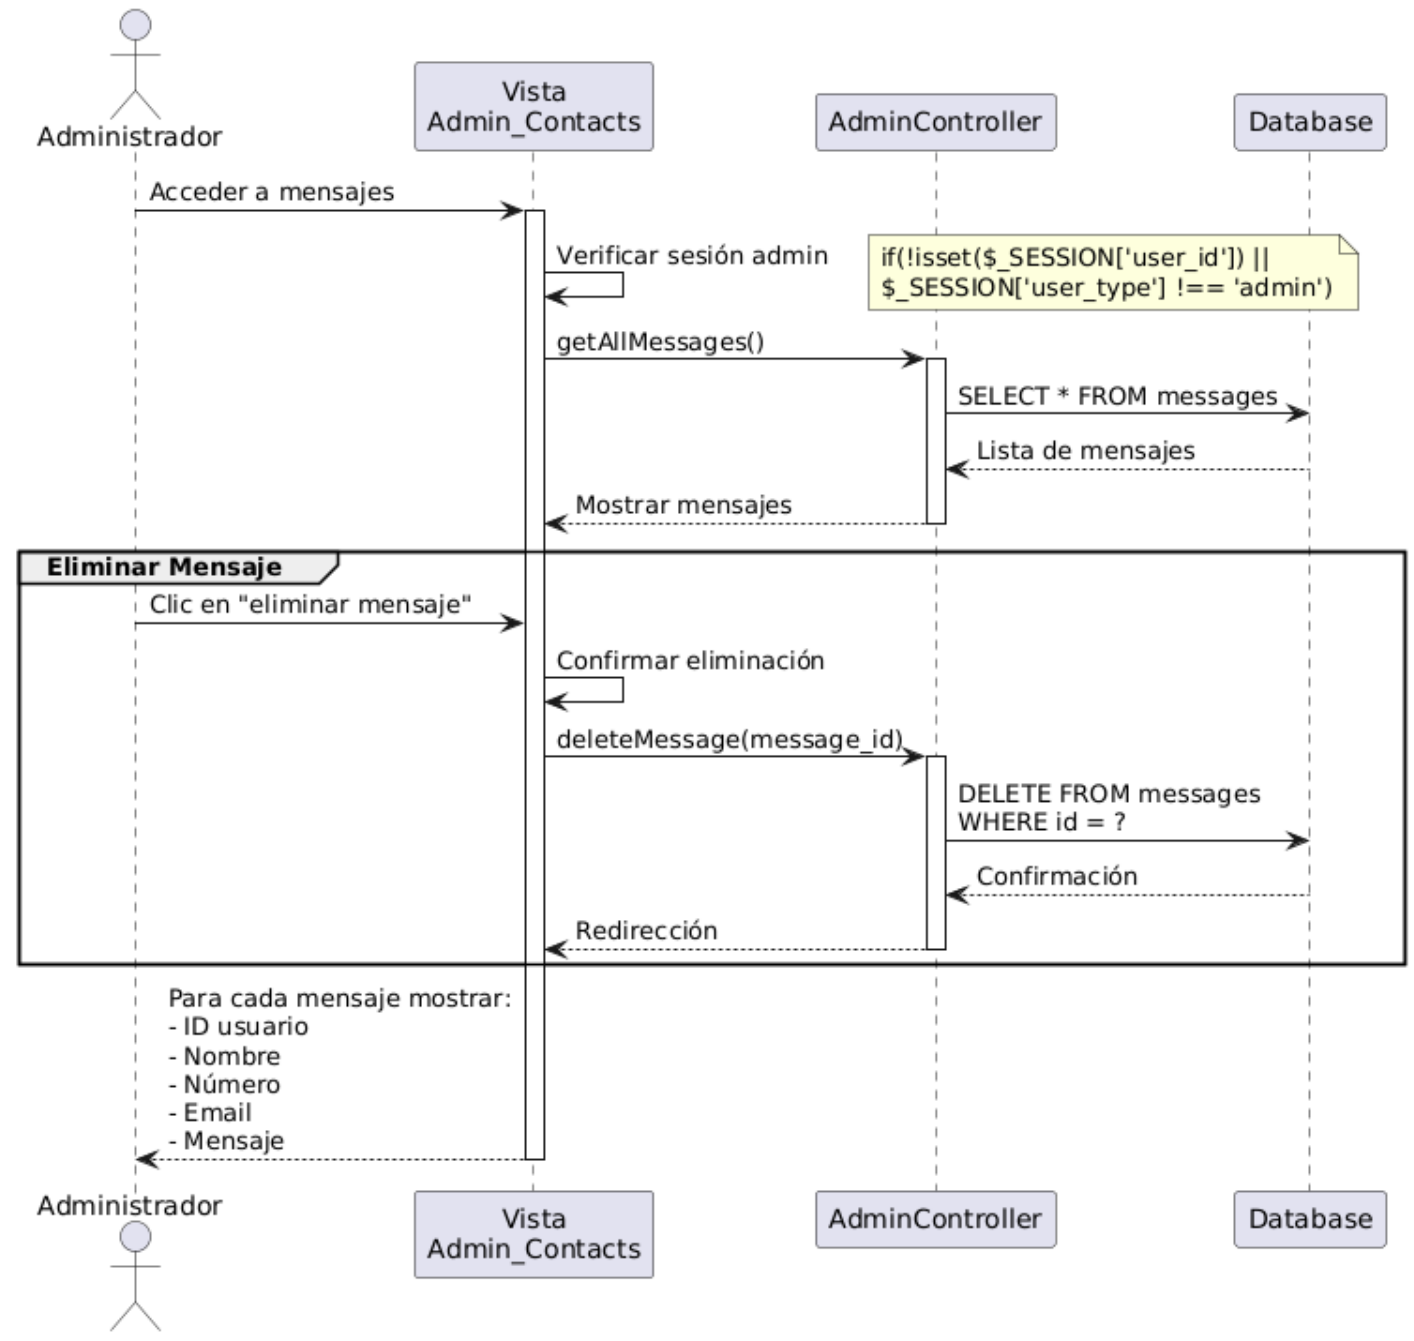 Administrador
Vista
Admin_Contacts
AdminController
Database
Acceder a mensajes
Verificar sesión admin
if(!isset($_SESSION['user_id']) ||
$_SESSION['user_type'] !== 'admin')
getAllMessages()
SELECT * FROM messages
Lista de mensajes
Mostrar mensajes
Eliminar Mensaje
Clic en "eliminar mensaje"
Confirmar eliminación
deleteMessage(message_id)
DELETE FROM messages
WHERE id = ?
Confirmación
Redirección
Para cada mensaje mostrar:
- ID usuario
- Nombre
- Número
- Email
- Mensaje
Administrador
Vista
Admin_Contacts
AdminController
Database